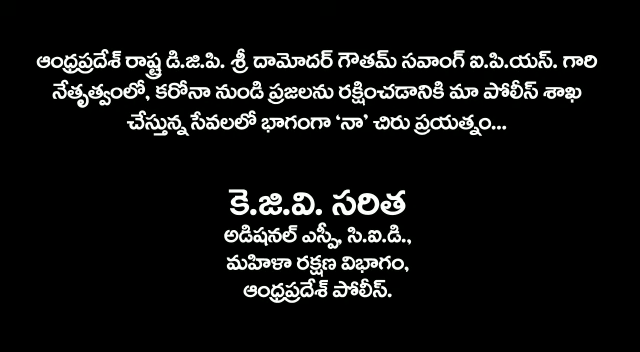 ఆంధ్రప్రదేశ్ రాష్ట్ర డి.జి.పి. శ్రీ దామోదర్ గౌతమ్ సవాంగ్ ఐ.పి.యస్. గారి
నేతృత్వంలో, కరోనా నుండి ప్రజలను రక్షించడానికి మా పోలీస్ శాఖ
చేస్తున్న సేవలలో భాగంగా ‘నా’ చిరు ప్రయత్నం...
కె.జి.వి. సరిత
అడిషనల్ ఎస్పీ, సి.ఐ.డి.,
మహిళా రక్షణ విభాగం,
ఆంధ్రప్రదేశ్ పోలీస్.